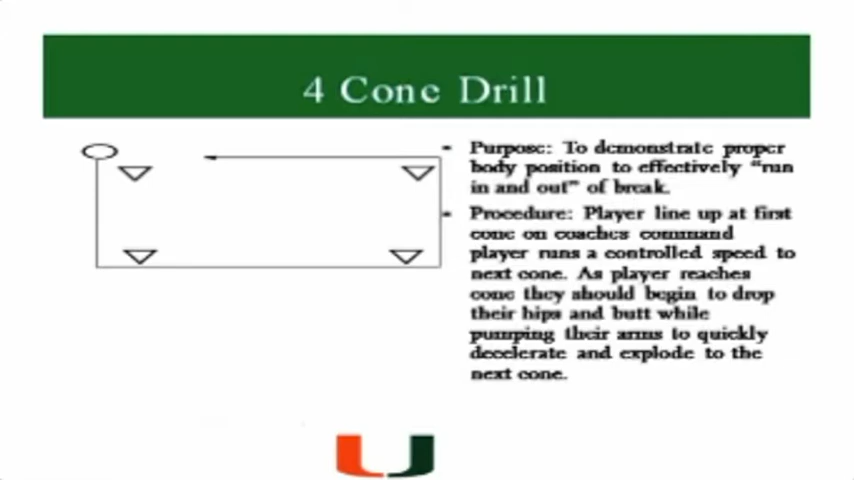 4 Cone Drill
• Purpose: To demonstrate proper
body position to effectively “run
in and out” of break.
• Procedure: Player line up at first
cone on coaches command
player runs a controlled speed to
next cone. As player reaches
cone they should begin to drop
their hips and butt while
pumping their arms to quickly
decelerate and explode to the
next cone.
U